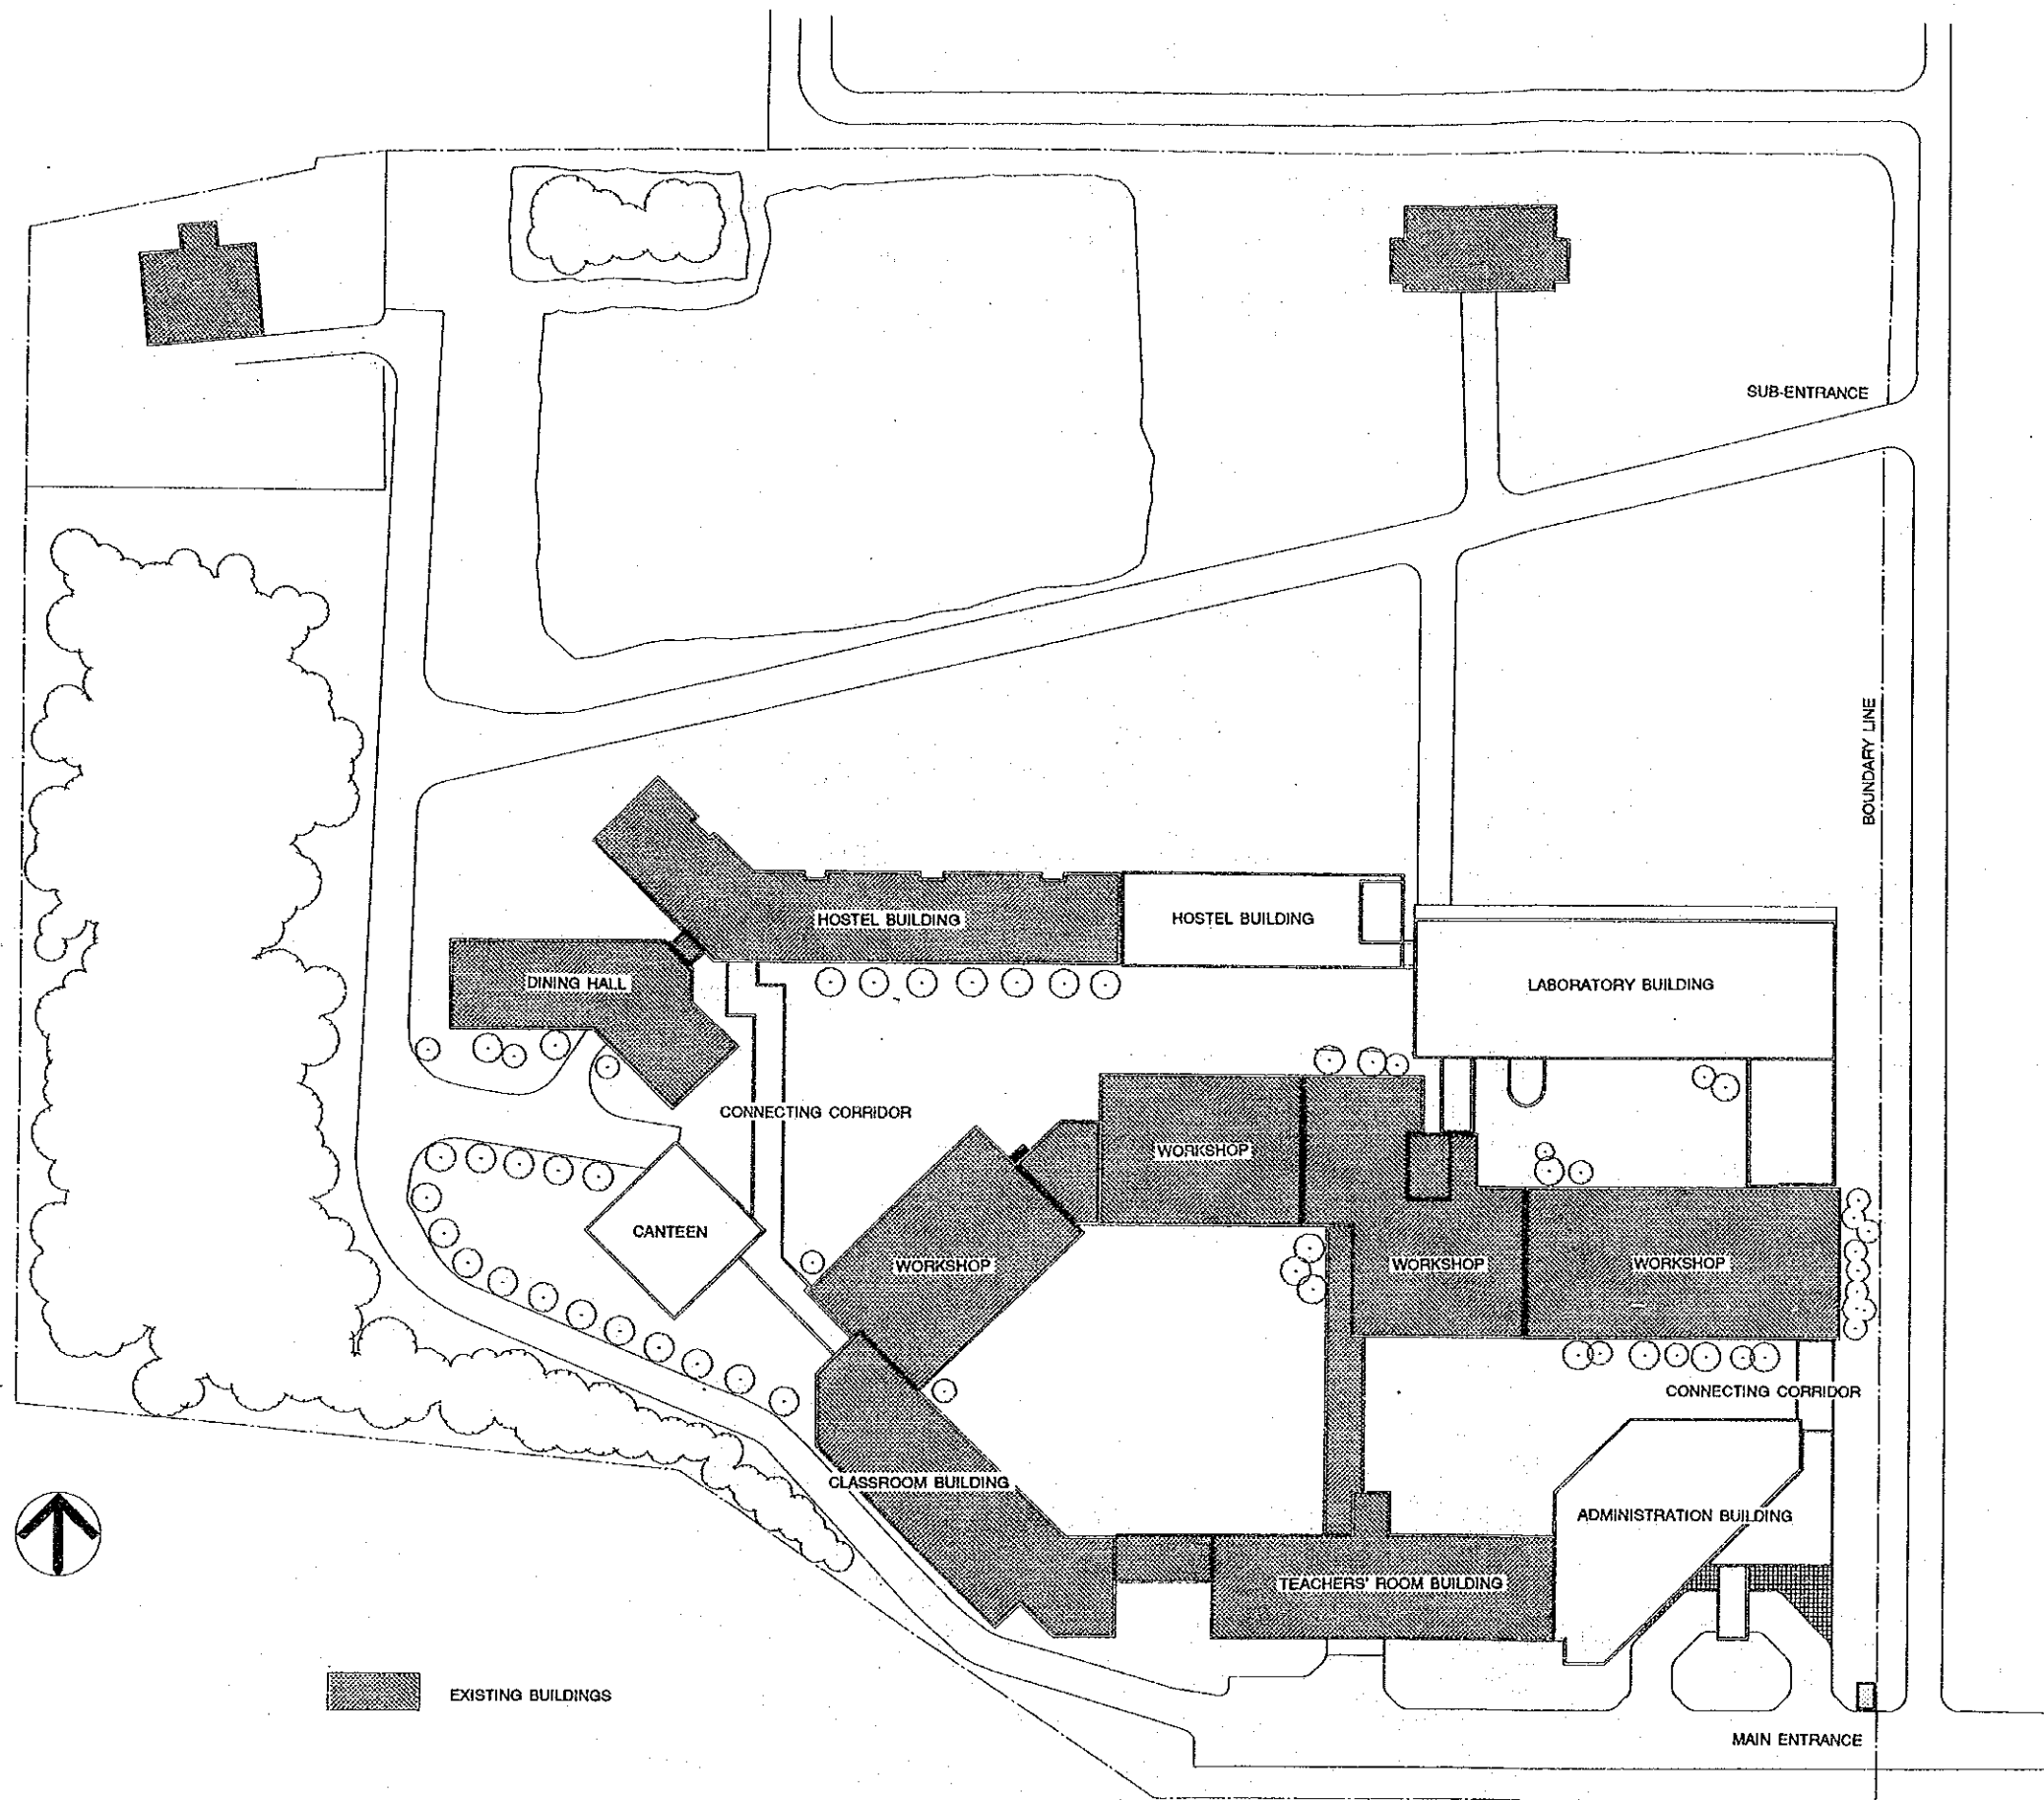 SUB-ENTRANCE
BOUNDARY LINE
HOSTEL BUILDING
HOSTEL BUILDING
DINING HALL
LABORATORY BUILDING
CONNECTING CORRIDOR
WORKSHOP
CANTEEN
WORKSHOP
WORKSHOP
WORKSHOP
CONNECTING CORRIDOR
CLASSROOM BUILDING
ADMINISTRATION BUILDING
TEACHERS' ROOM BUILDING
EXISTING BUILDINGS
MAIN ENTRANCE